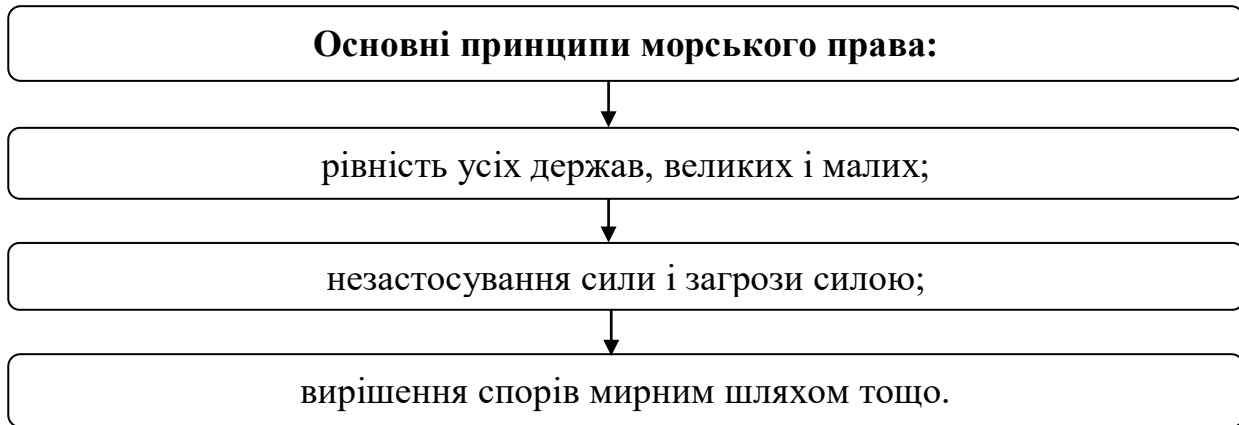 Основні принципи морського права:
рівність усіх держав, великих і малих;
незастосування сили і загрози силою;
вирішення спорів мирним шляхом тощо.